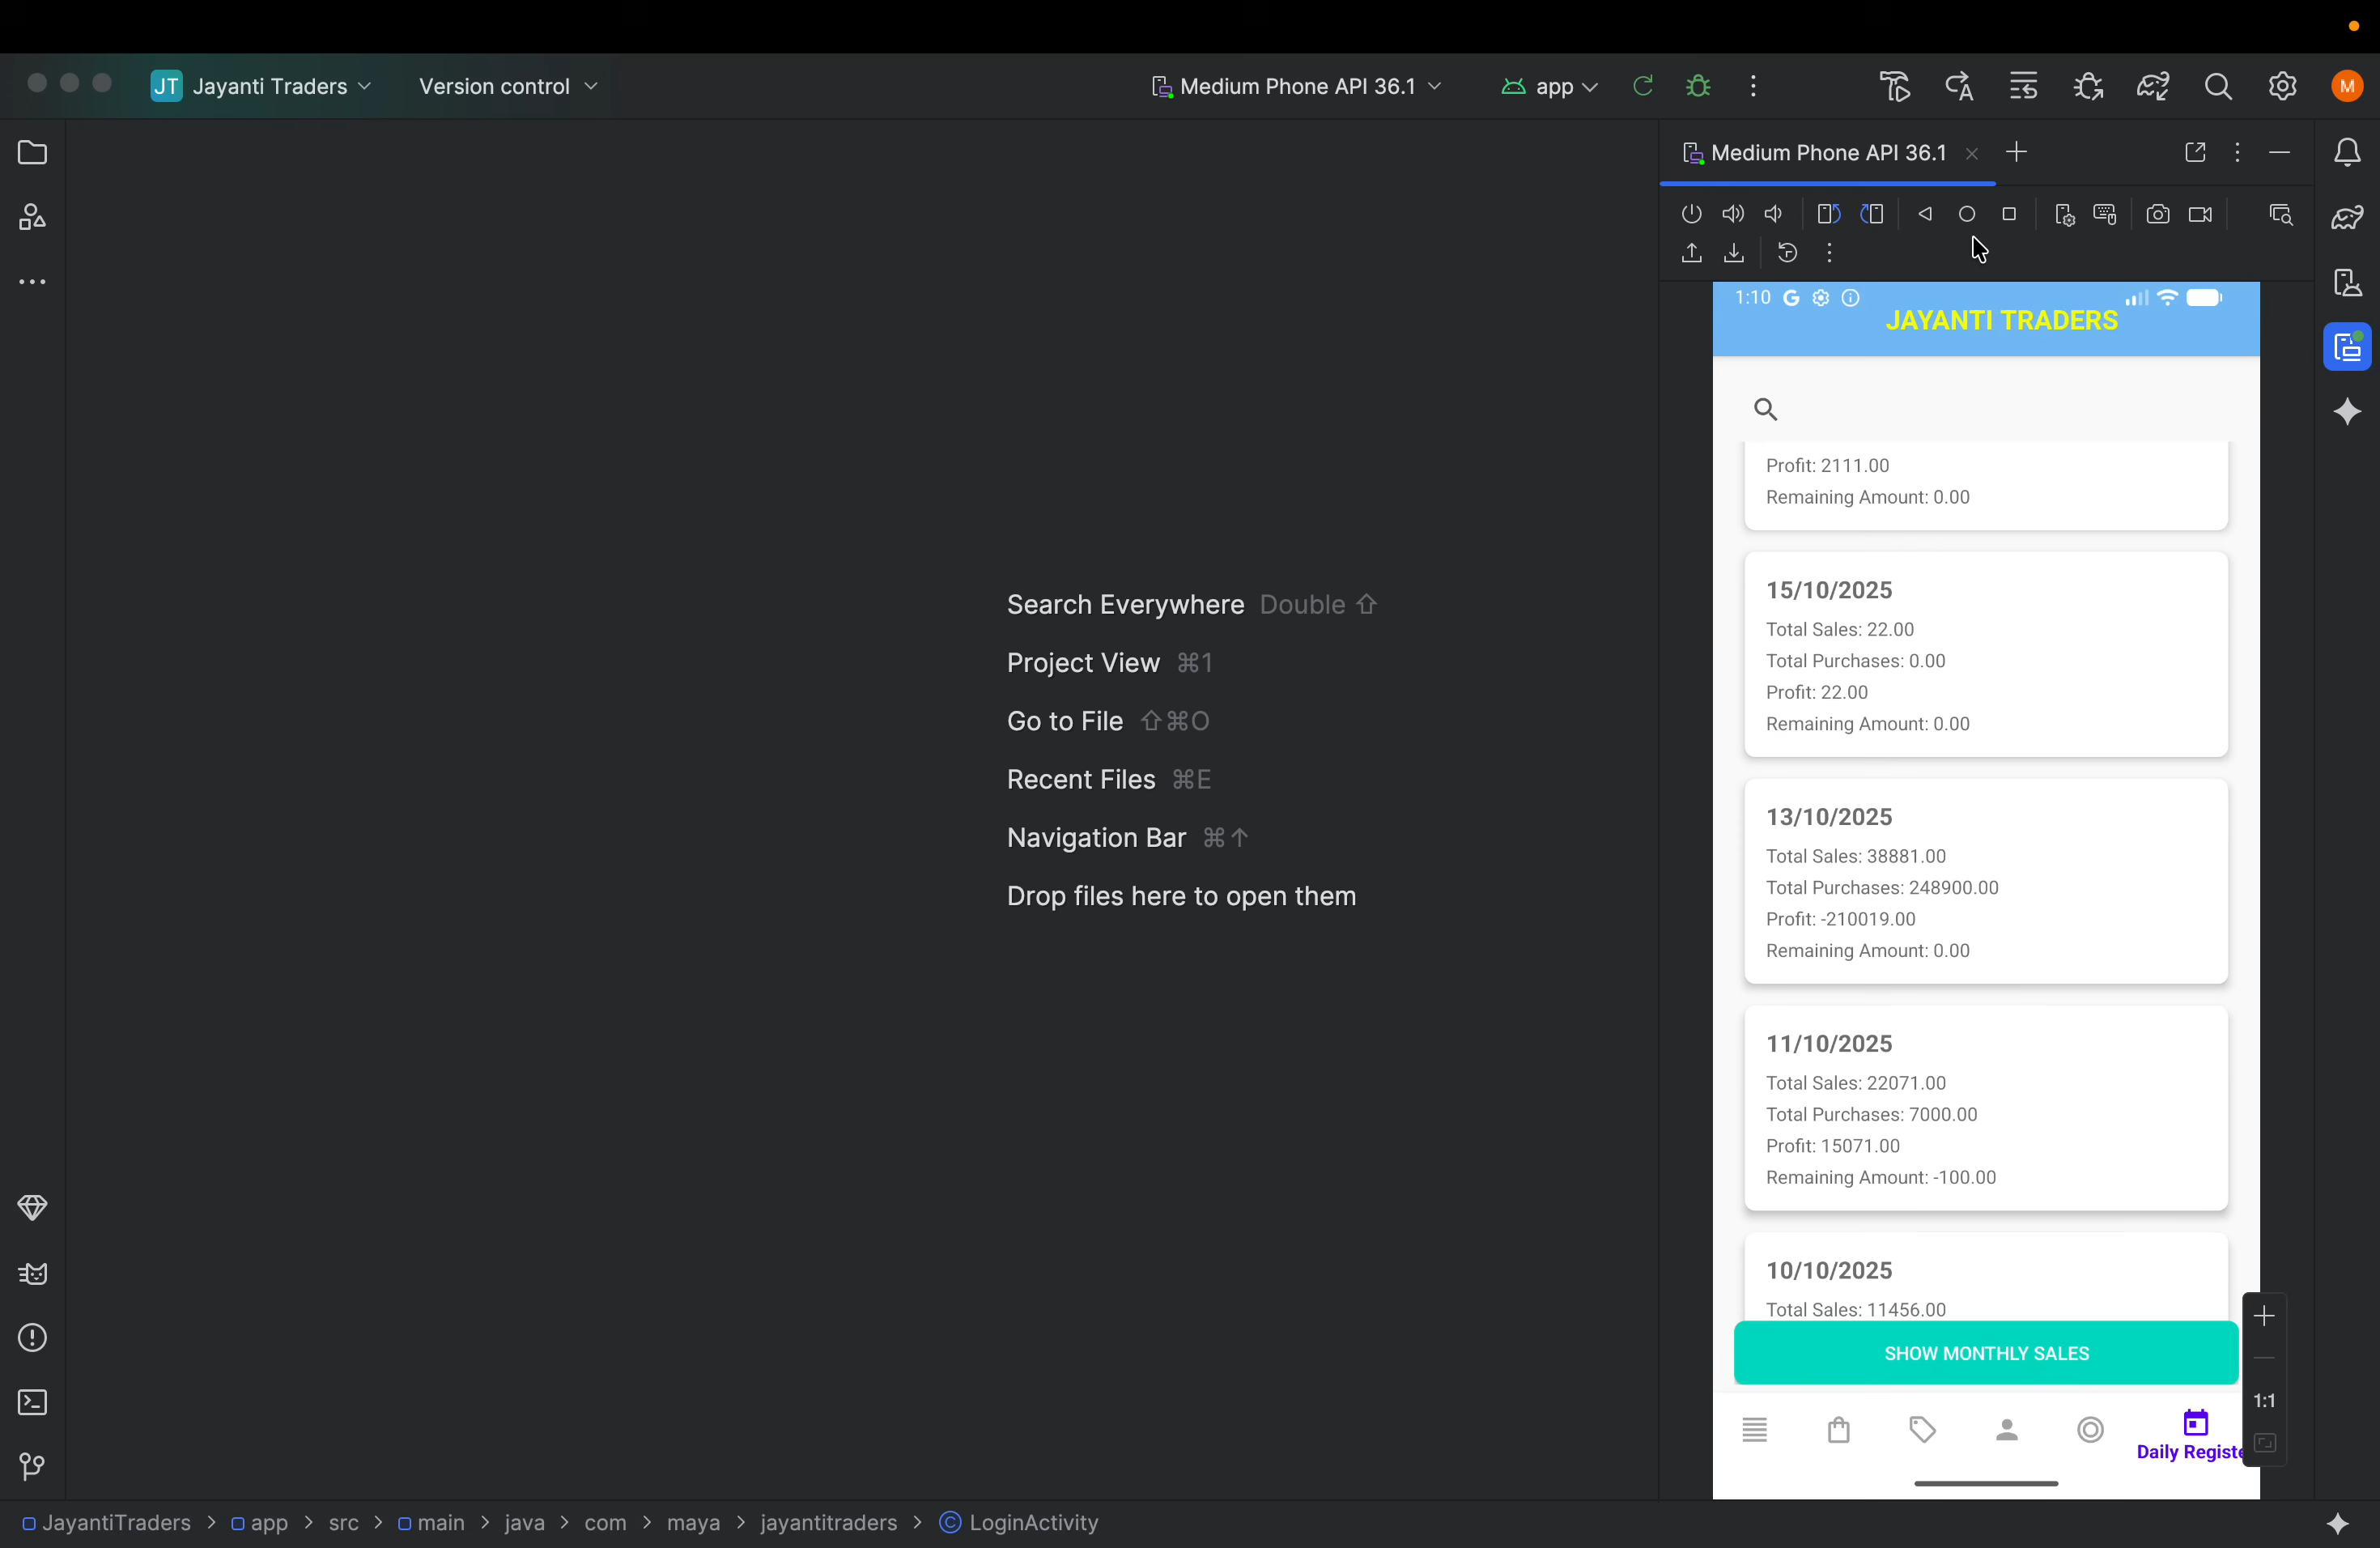 JT Jayanti Traders
Version control
Medium Phone API 36.1
app
M
Medium Phone API 36.1
Search Everywhere Double ⇧
Project View ⌘1
Go to File ⇧⌘O
Recent Files ⌘E
Navigation Bar ⌘↑
Drop files here to open them
1:10
JAYANTI TRADERS
Profit: 2111.00
Remaining Amount: 0.00
15/10/2025
Total Sales: 22.00
Total Purchases: 0.00
Profit: 22.00
Remaining Amount: 0.00
13/10/2025
Total Sales: 38881.00
Total Purchases: 248900.00
Profit: -210019.00
Remaining Amount: 0.00
11/10/2025
Total Sales: 22071.00
Total Purchases: 7000.00
Profit: 15071.00
Remaining Amount: -100.00
10/10/2025
Total Sales: 11456.00
SHOW MONTHLY SALES
1:1
Daily Registe
JayantiTraders > app > src > main > java > com > maya > jayantitraders > LoginActivity